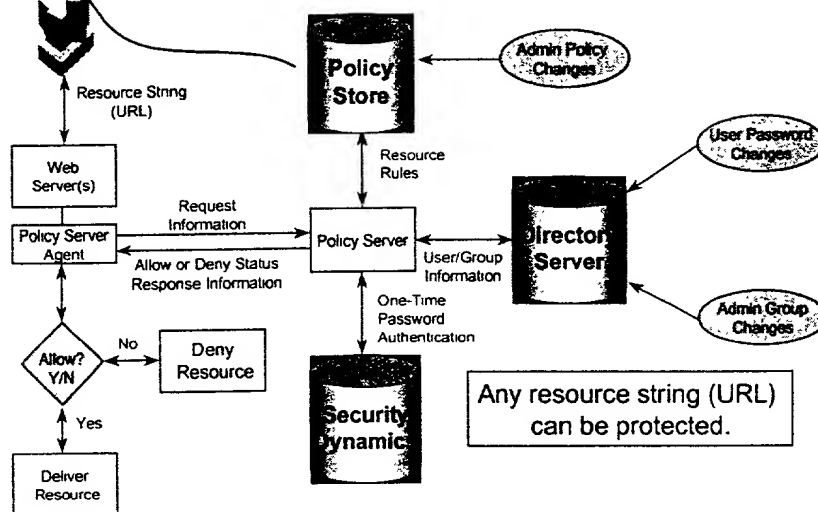 Policy
Store
Admin Policy
Changes
Resource String
(URL)
User Password
Changes
Web
Server(s)
Resource
Rules
Request
Information
Policy Server
Agent
Policy Server
Director
Server
Allow or Deny Status
Response Information
User/Group
Information
One-Time
Password
Authentication
Admin Group
Changes
Allow?
Y/N
No
Deny
Resource
Security
Dynamic
Any resource string (URL)
can be protected.
Yes
Deliver
Resource